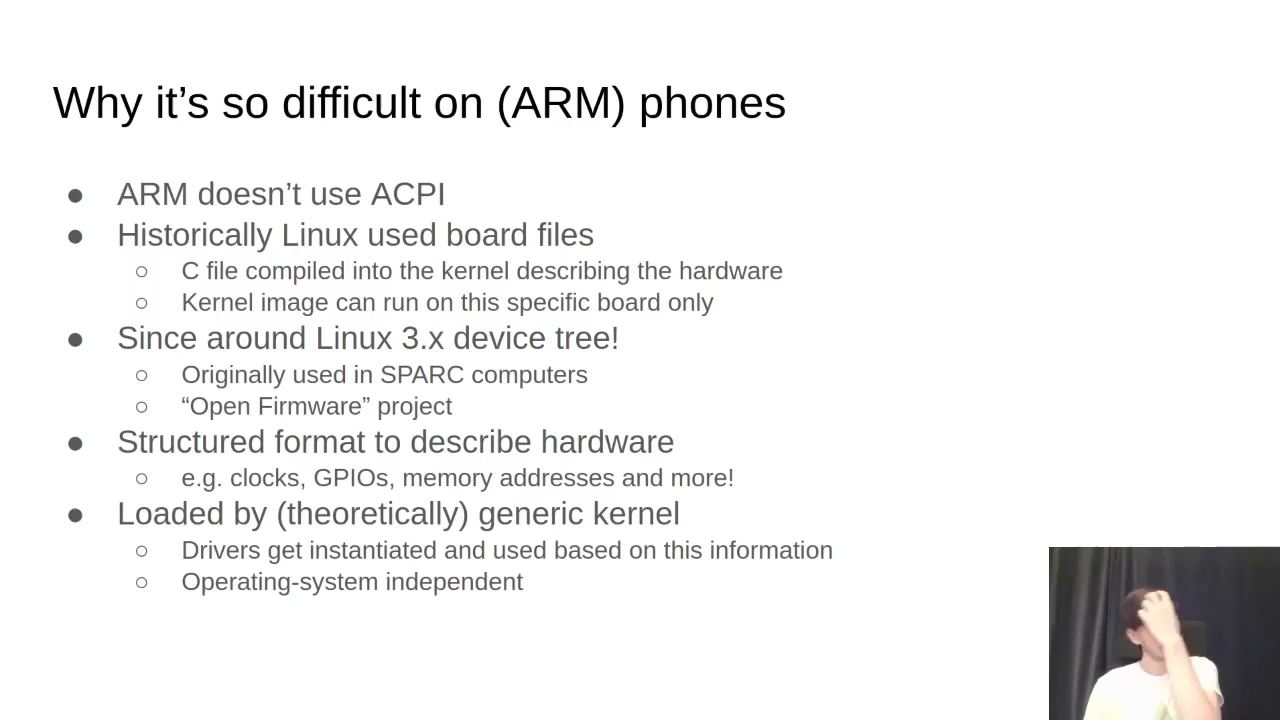 Why it’s so difficult on (ARM) phones
● ARM doesn’t use ACPI
● Historically Linux used board files
○ C file compiled into the kernel describing the hardware
○ Kernel image can run on this specific board only
● Since around Linux 3.x device tree!
○ Originally used in SPARC computers
○ “Open Firmware” project
● Structured format to describe hardware
○ e.g. clocks, GPIOs, memory addresses and more!
● Loaded by (theoretically) generic kernel
○ Drivers get instantiated and used based on this information
○ Operating-system independent